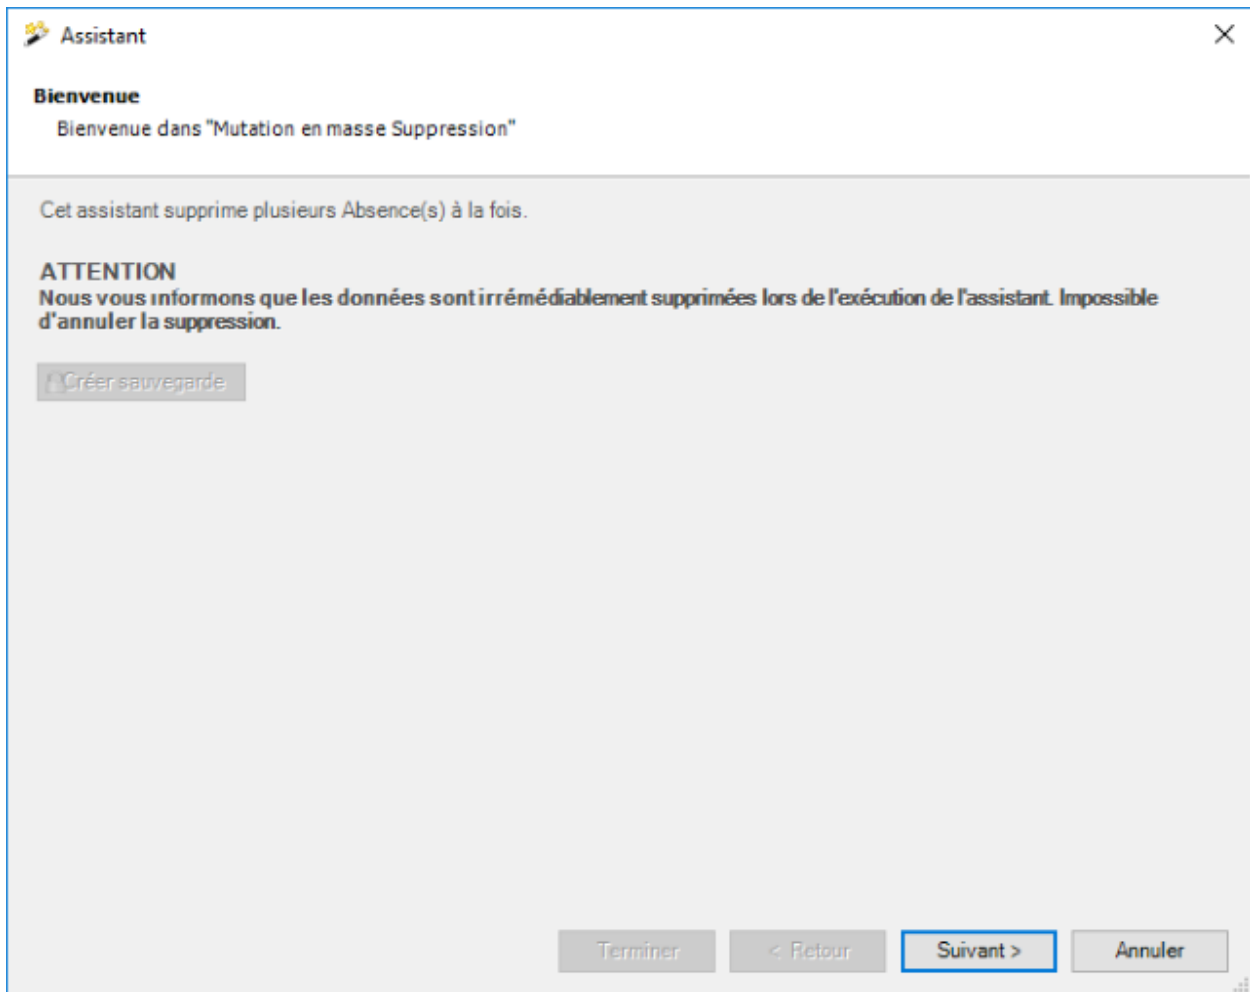 Assistant
Bienvenue
Bienvenue dans "Mutation en masse Suppression"
Cet assistant supprime plusieurs Absence(s) à la fois.
ATTENTION
Nous vous informons que les données sont irrémédiablement supprimées lors de l'exécution de l'assistant. Impossible
d'annuler la suppression.
Créer sauvegarde
Terminer
< Retour
Suivant >
Annuler